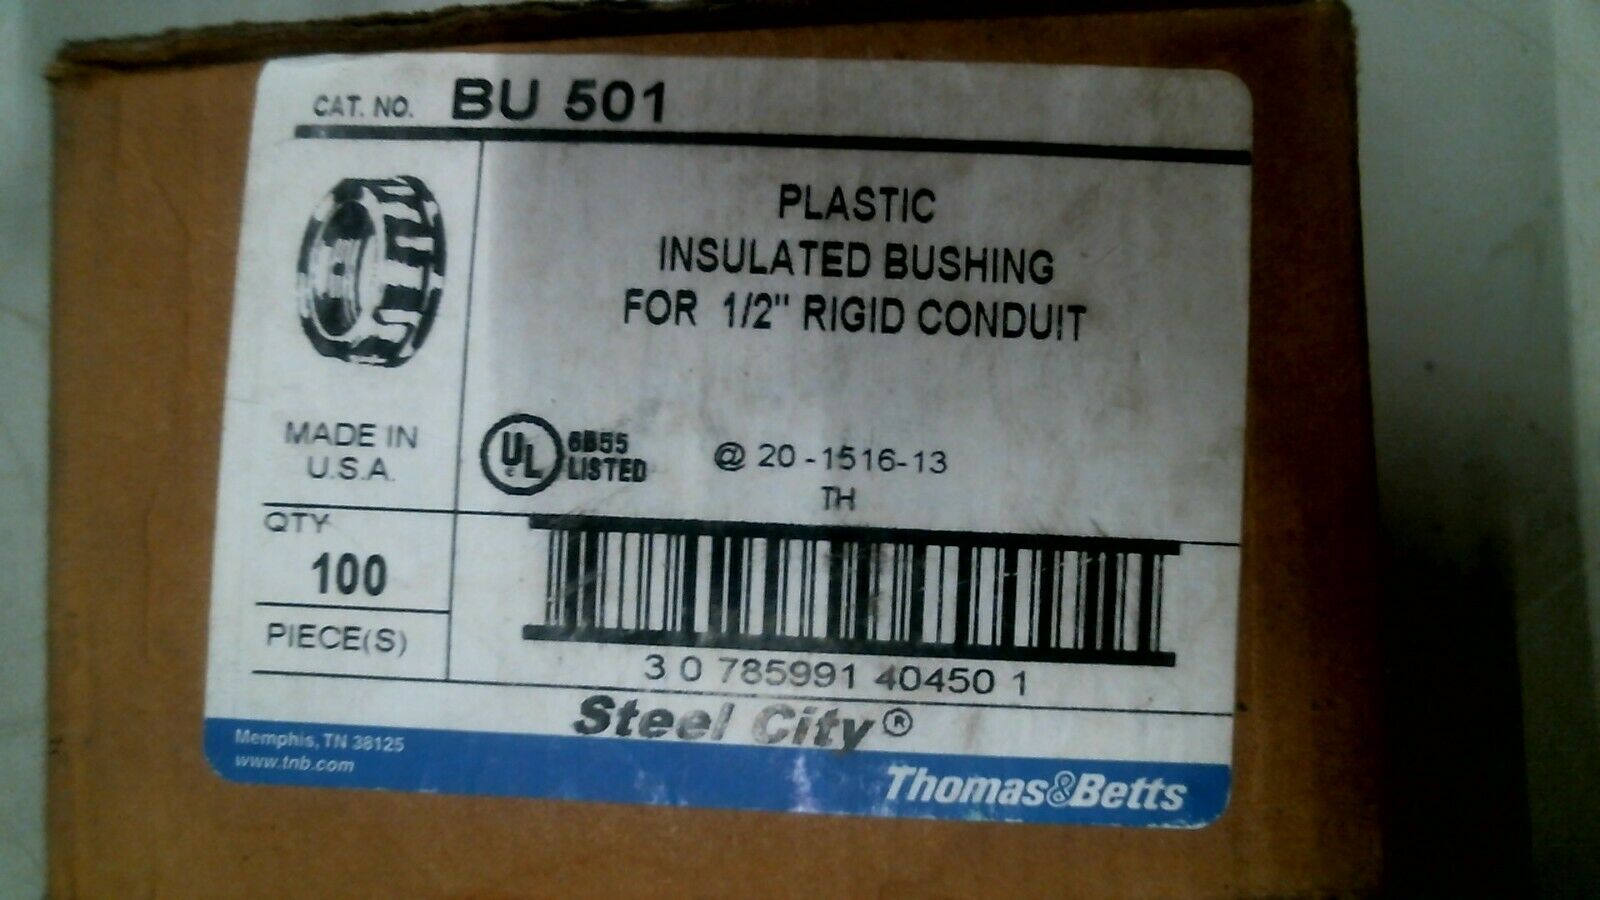 CAT. NO. BU 501
PLASTIC
INSULATED BUSHING
FOR 1/2" RIGID CONDUIT
MADE IN
U.S.A.
UL
6B55
LISTED
@ 20-1516-13
TH
QTY
100
PIECE(S)
3 0 785991 40450 1
Steel City®
Memphis, TN 38125
www.tnb.com
Thomas&Betts